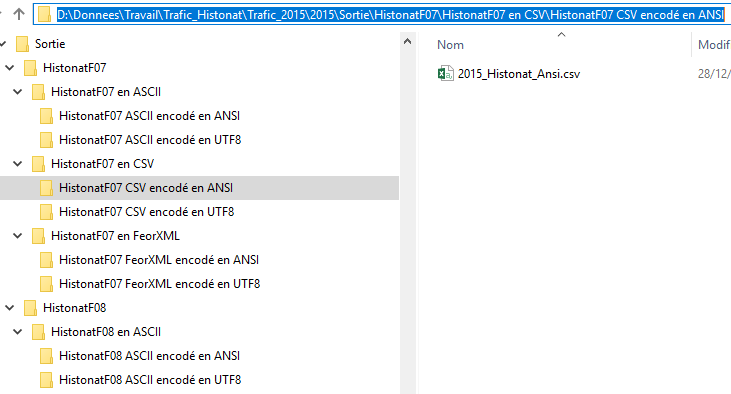 D:\Donnees\Travail\Trafic_Histonat\Trafic_2015\2015\Sortie\HistonatF07\HistonatF07 en CSV\HistonatF07 CSV encodé en ANSI
Sortie
HistonatF07
HistonatF07 en ASCII
HistonatF07 ASCII encodé en ANSI
HistonatF07 ASCII encodé en UTF8
HistonatF07 en CSV
HistonatF07 CSV encodé en ANSI
HistonatF07 CSV encodé en UTF8
HistonatF07 en FeorXML
HistonatF07 FeorXML encodé en ANSI
HistonatF07 FeorXML encodé en UTF8
HistonatF08
HistonatF08 en ASCII
HistonatF08 ASCII encodé en ANSI
HistonatF08 ASCII encodé en UTF8
Nom Modif
2015_Histonat_Ansi.csv 28/12/